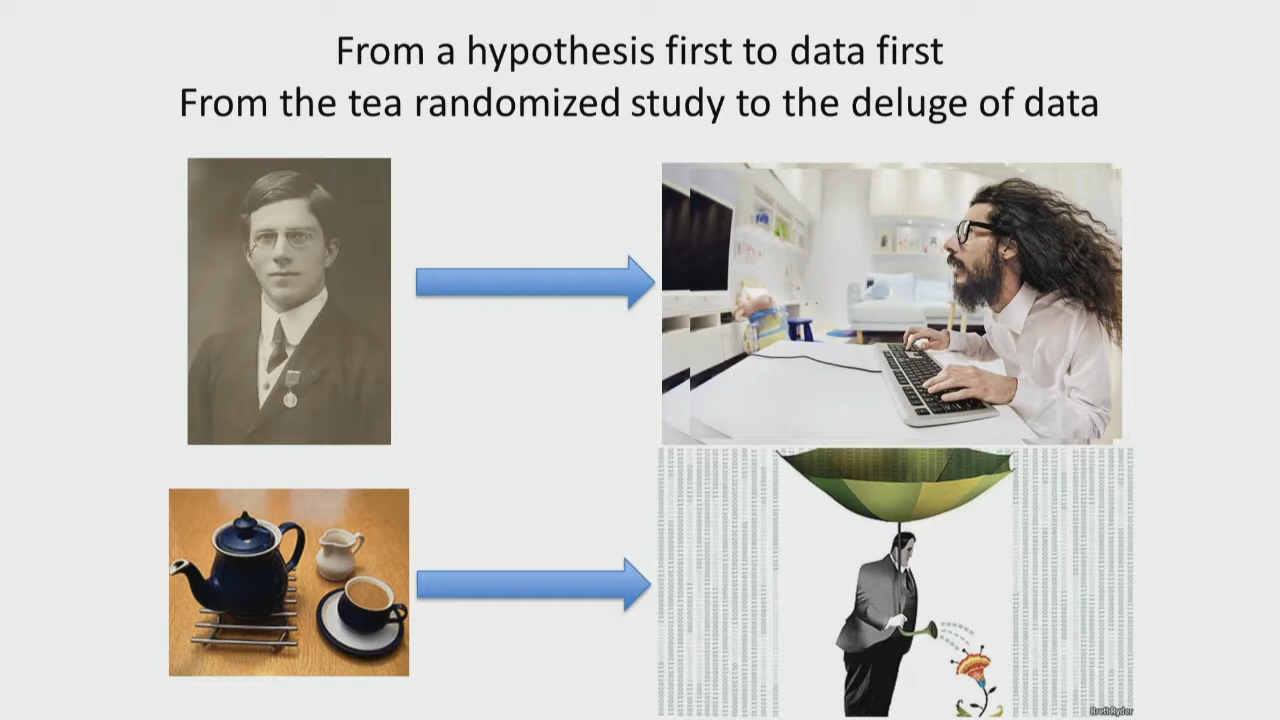 From a hypothesis first to data first
From the tea randomized study to the deluge of data
Brett Ryder